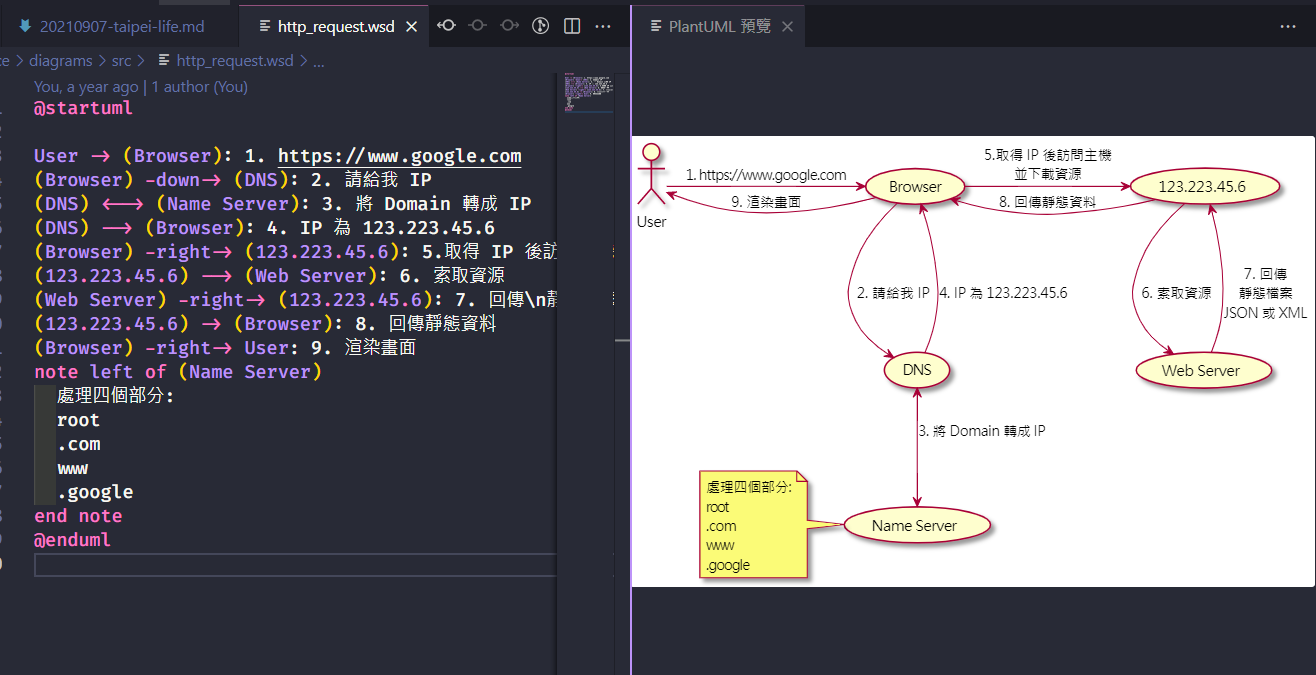 20210907-taipei-life.md
http_request.wsd
PlantUML 預覽
ce > diagrams > src > http_request.wsd > ...
You, a year ago | 1 author (You)
@startuml
User -> (Browser): 1. https://www.google.com
(Browser) -down-> (DNS): 2. 請給我 IP
(DNS) <--> (Name Server): 3. 將 Domain 轉成 IP
(DNS) --> (Browser): 4. IP 為 123.223.45.6
(Browser) -right-> (123.223.45.6): 5.取得 IP 後訪
(123.223.45.6) --> (Web Server): 6. 索取資源
(Web Server) -right-> (123.223.45.6): 7. 回傳\n靜
(123.223.45.6) -> (Browser): 8. 回傳靜態資料
(Browser) -right-> User: 9. 渲染畫面
note left of (Name Server)
處理四個部分:
root
.com
www
.google
end note
@enduml
5.取得 IP 後訪問主機
並下載資源
1. https://www.google.com
Browser
123.223.45.6
9. 渲染畫面
8. 回傳靜態資料
User
7. 回傳
靜態檔案
JSON 或 XML
2. 請給我 IP
4. IP 為 123.223.45.6
6. 索取資源
DNS
Web Server
3. 將 Domain 轉成 IP
處理四個部分:
root
.com
www
.google
Name Server